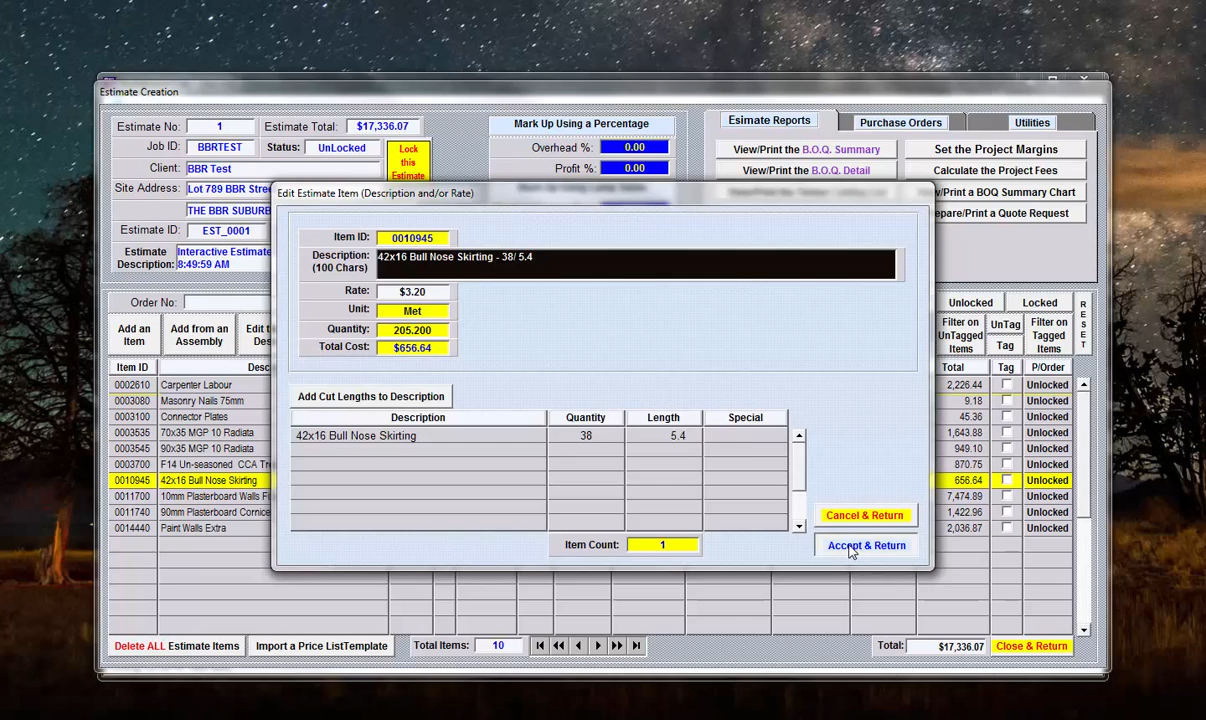 Estimate Creation
Estimate No: 1 Estimate Total: $17,336.07
Job ID: BBRTEST Status: UnLocked
Lock
this
Estimate
Client: BBR Test
Site Address: Lot 789 BBR Stree
THE BBR SUBURB
Estimate ID: EST_0001
Estimate
Description:
Interactive Estimate
8:49:59 AM
Mark Up Using a Percentage
Overhead %: 0.00
Profit %: 0.00
Esimate Reports Purchase Orders Utilities
View/Print the B.O.Q. Summary Set the Project Margins
View/Print the B.O.Q. Detail Calculate the Project Fees
iew/Print a BOQ Summary Chart
epare/Print a Quote Request
Edit Estimate Item (Description and/or Rate)
Item ID: 0010945
Description:
(100 Chars)
42x16 Bull Nose Skirting - 38/ 5.4
Rate: $3.20
Unit: Met
Quantity: 205.200
Total Cost: $656.64
Add Cut Lengths to Description
Description Quantity Length Special
42x16 Bull Nose Skirting 38 5.4
Cancel & Return
Item Count: 1
Accept & Return
Order No:
Unlocked Locked
R
E
S
E
T
Add an
Item
Add from an
Assembly
Edit t
Des
Filter on
UnTagged
Items
UnTag
Tag
Filter on
Tagged
Items
Item ID Desc Total Tag P/Order
0002610 Carpenter Labour 2,226.44 Unlocked
0003080 Masonry Nails 75mm 9.18 Unlocked
0003100 Connector Plates 45.36 Unlocked
0003535 70x35 MGP 10 Radiata 1,643.88 Unlocked
0003545 90x35 MGP 10 Radiata 949.10 Unlocked
0003700 F14 Un-seasoned CCA Tr 870.75 Unlocked
0010945 42x16 Bull Nose Skirting 656.64 Unlocked
0011700 10mm Plasterboard Walls Fi 7,474.89 Unlocked
0011740 90mm Plasterboard Cornice 1,422.96 Unlocked
0014440 Paint Walls Extra 2,036.87 Unlocked
Delete ALL Estimate Items Import a Price ListTemplate Total Items: 10 Total: $17,336.07 Close & Return